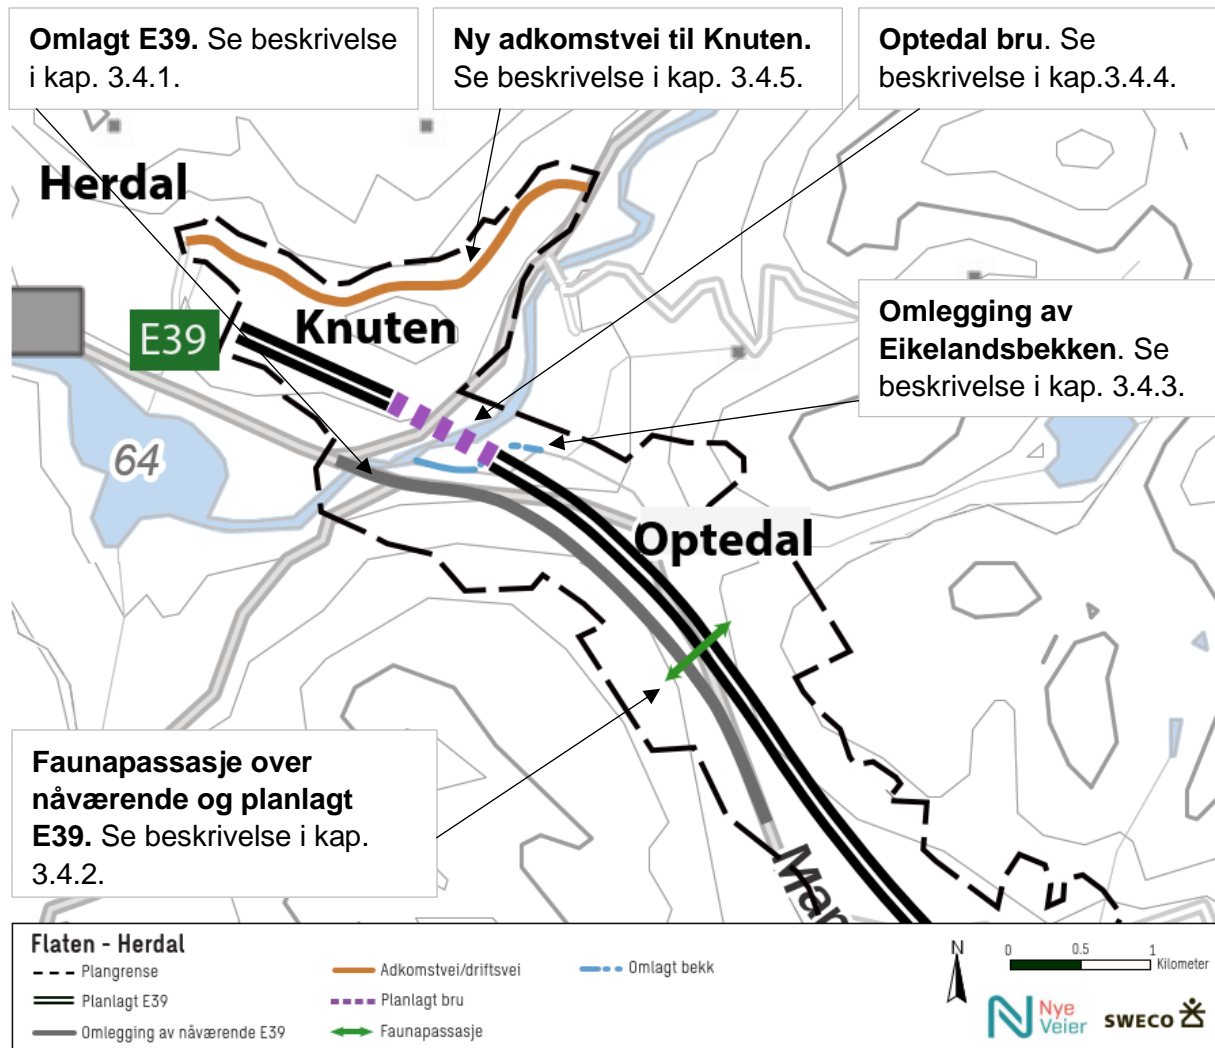 Omlagt E39. Se beskrivelse
i kap. 3.4.1.
Ny adkomstvei til Knuten.
Se beskrivelse i kap. 3.4.5.
Optedal bru. Se
beskrivelse i kap.3.4.4.
Herdal
Omlegging av
Eikelandsbekken. Se
beskrivelse i kap. 3.4.3.
E39
Knuten
64
Optedal
Faunapassasje over
nåværende og planlagt
E39. Se beskrivelse i kap.
3.4.2.
Flaten - Herdal
Plangrense
Planlagt E39
Omlegging av nåværende E39
Adkomstvei/driftsvei
Planlagt bru
Faunapassasje
Omlagt bekk
N
0 0.5 1
Kilometer
Nye
Veier
SWECO